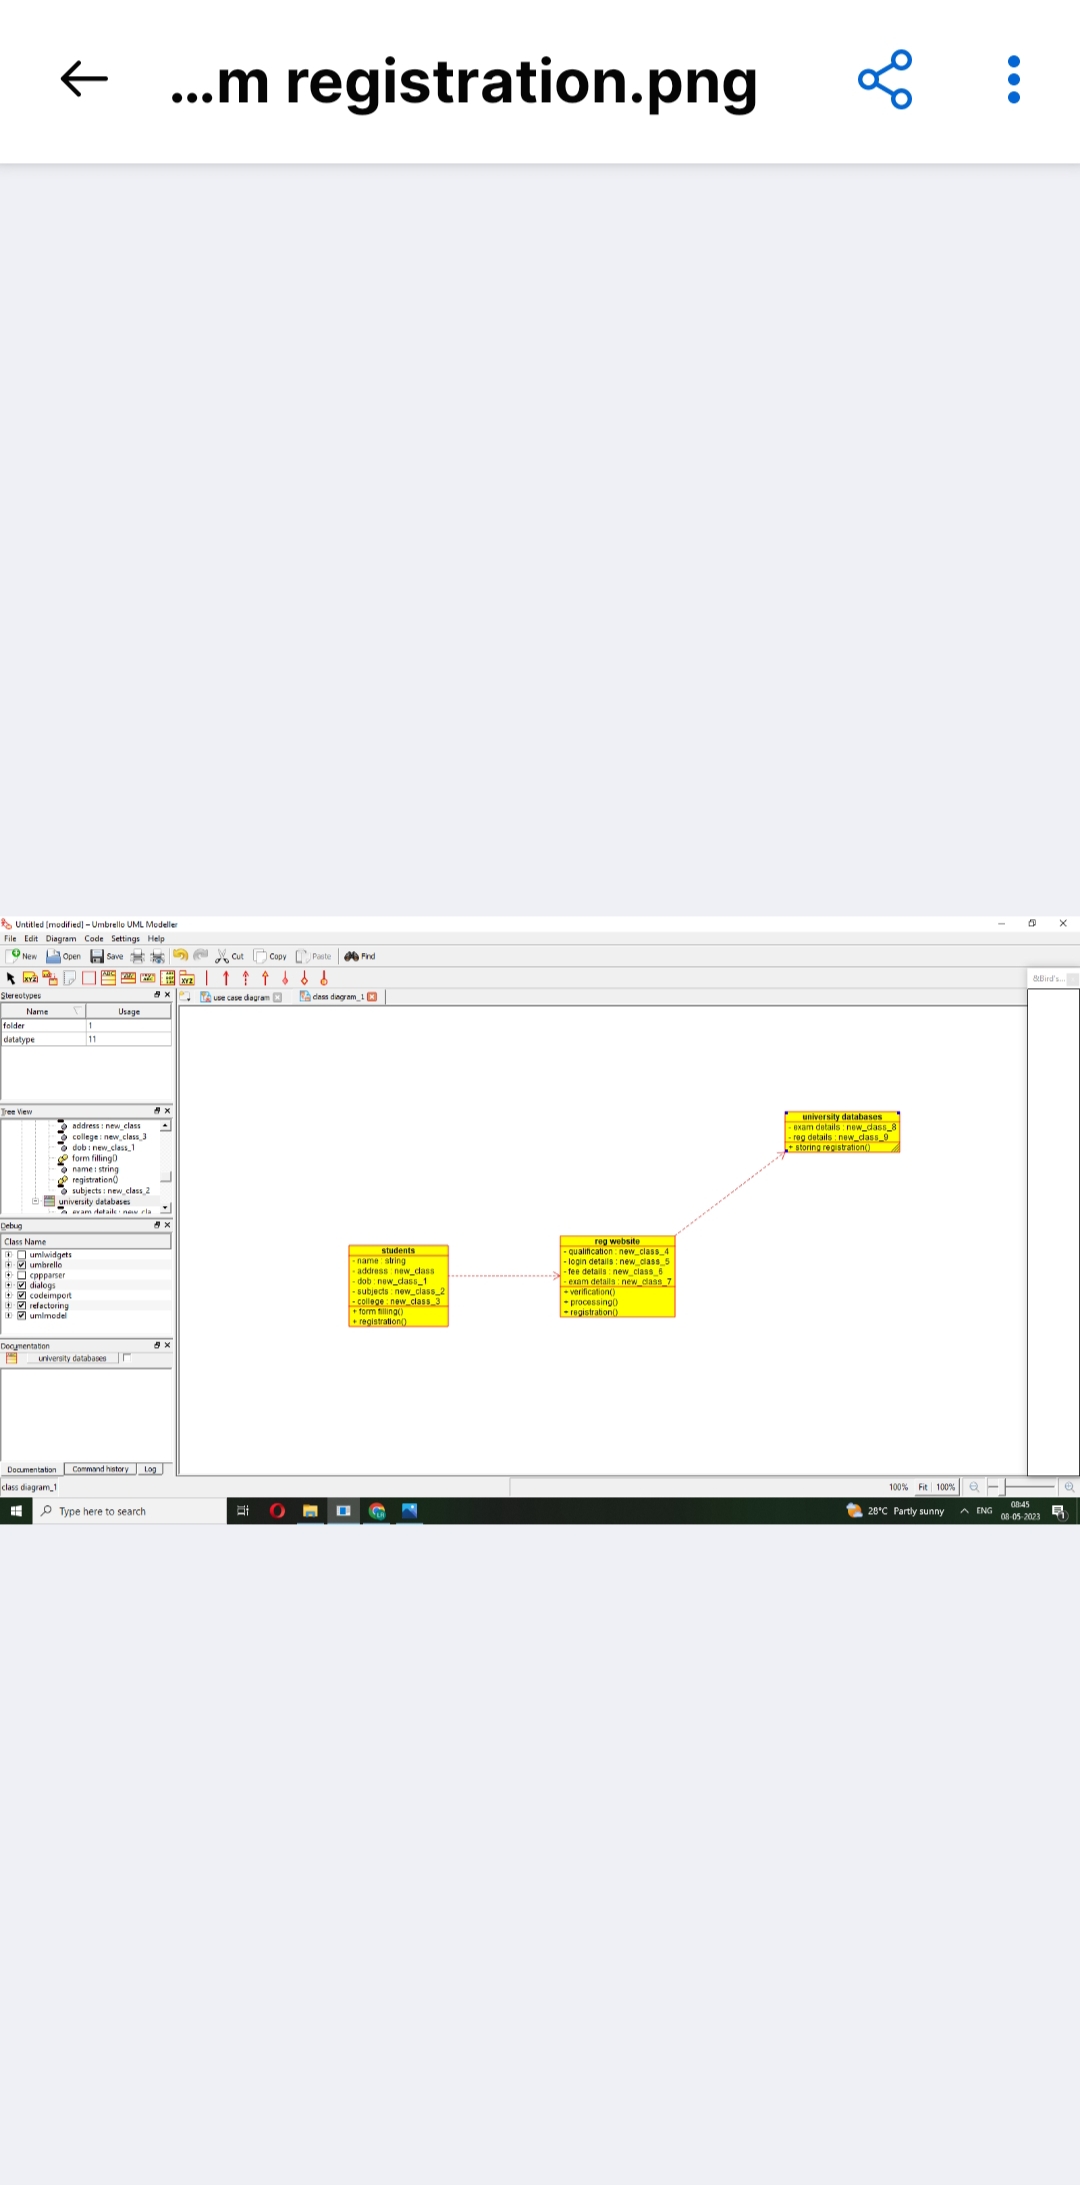 ...m registration.png
Untitled [modified] – Umbrello UML Modeller
File Edit Diagram Code Settings Help
New Open Save Cut Copy Paste Find
&Bird's...
Stereotypes
use case diagram class diagram_1
Name Usage
folder 1
datatype 11
Tree View
address : new_class
college : new_class_3
dob : new_class_1
form filling()
name : string
registration()
subjects : new_class_2
university databases
exam details : new_cla
Debug
Class Name
umlwidgets
umbrello
cppparser
dialogs
codeimport
refactoring
umlmodel
Documentation
university databases
Documentation Command history Log
university databases
- exam details : new_class_8
- reg details : new_class_9
+ storing registration()
students
- name : string
- address : new_class
- dob : new_class_1
- subjects : new_class_2
- college : new_class_3
+ form filling()
+ registration()
reg website
- qualification : new_class_4
- login details : new_class_5
- fee details : new_class_6
- exam details : new_class_7
+ verification()
+ processing()
+ registration()
class diagram_1
100% Fit 100%
Type here to search
28°C Partly sunny
ENG
08:45
08-05-2023